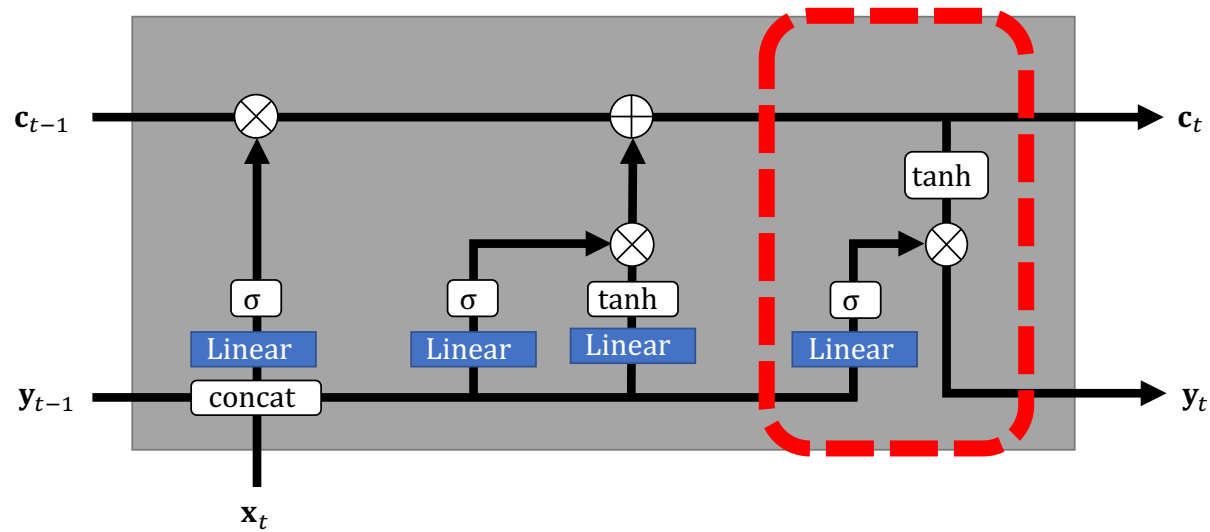 c_{t−1}
c_t
tanh
σ
σ
tanh
σ
Linear
Linear
Linear
Linear
y_{t−1}
concat
y_t
x_t